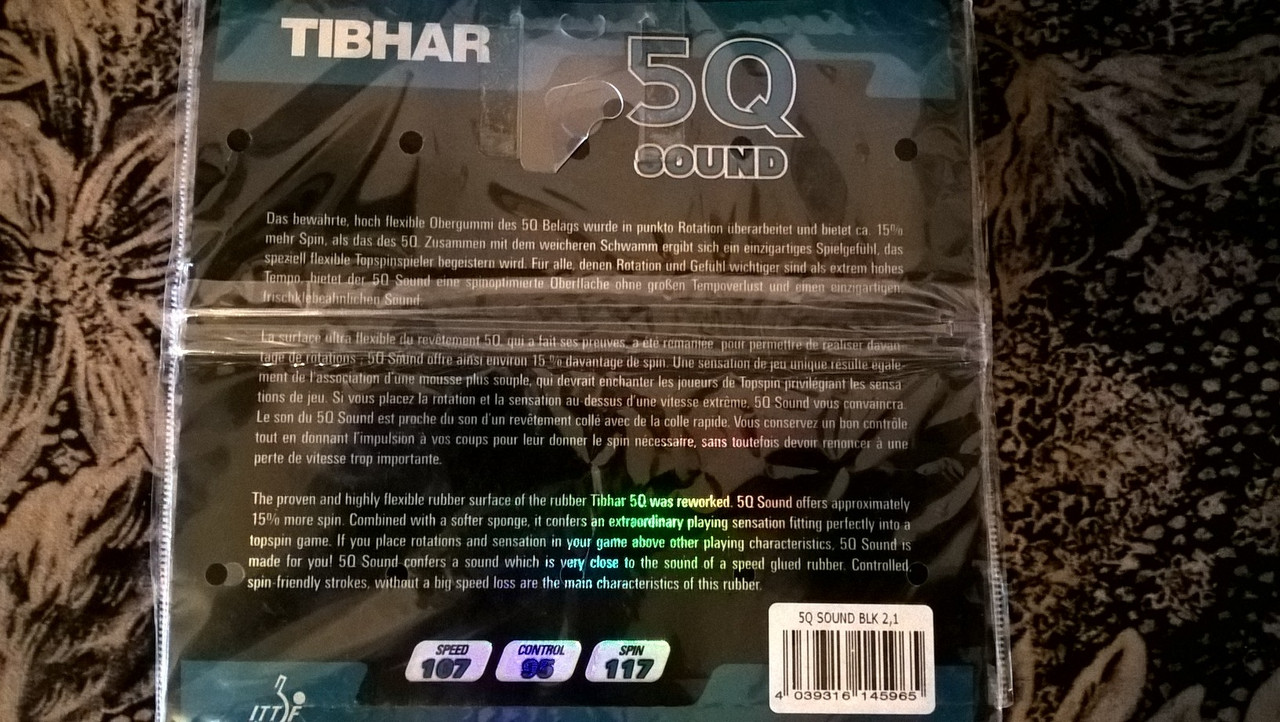 TIBHAR
5Q
SOUND
Das bewährte, hoch flexible Obergummi des 5Q Belags wurde in punkto Rotation überarbeitet und bietet ca. 15%
mehr Spin, als das des 5Q. Zusammen mit dem weicheren Schwamm ergibt sich ein einzigartiges Spielgefühl, das
speziell flexible Topspinspieler begeistern wird. Für alle, denen Rotation und Gefühl wichtiger sind als extrem hohes
Tempo, bietet der 5Q Sound eine spinoptimierte Oberfläche ohne großen Tempoverlust und einen einzigartigen,
frischklebeähnlichen Sound.
La surface ultra flexible du revêtement 5Q, qui a fait ses preuves, a été remaniée, pour permettre de réaliser davan-
tage de rotations : 5Q Sound offre ainsi environ 15 % davantage de spin. Une sensation de jeu unique résulte égale-
ment de l'association d'une mousse plus souple, qui devrait enchanter les joueurs de Topspin privilégiant les sensa
tions de jeu. Si vous placez la rotation et la sensation au dessus d'une vitesse extrême, 5Q Sound vous convaincra.
Le son du 5Q Sound est proche du son d'un revêtement collé avec de la colle rapide. Vous conservez un bon contrôle
tout en donnant l'impulsion à vos coups pour leur donner le spin nécessaire, sans toutefois devoir renoncer à une
perte de vitesse trop importante.
The proven and highly flexible rubber surface of the rubber Tibhar 5Q was reworked. 5Q Sound offers approximately
15% more spin. Combined with a softer sponge, it confers an extraordinary playing sensation fitting perfectly into a
topspin game. If you place rotations and sensation in your game above other playing characteristics, 5Q Sound is
made for you! 5Q Sound confers a sound which is very close to the sound of a speed glued rubber. Controlled,
spin-friendly strokes, without a big speed loss are the main characteristics of this rubber.
5Q SOUND BLK 2,1
SPEED CONTROL SPIN
107 95 117
4 039316 145965
ITTF